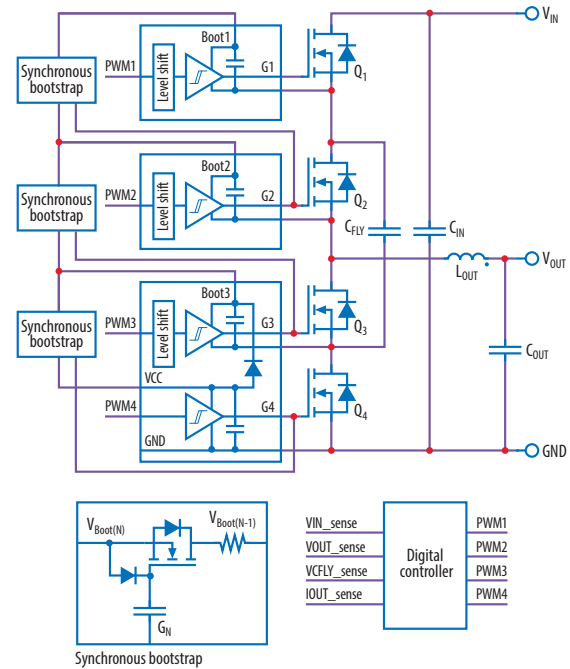 V_IN
Boot1
PWM1
Level shift
G1
Q_1
Synchronous
bootstrap
Boot2
PWM2
Level shift
G2
Q_2
Synchronous
bootstrap
C_FLY
C_IN
V_OUT
L_OUT
Boot3
PWM3
Level shift
G3
Q_3
Synchronous
bootstrap
C_OUT
VCC
PWM4
G4
Q_4
GND
GND
V_Boot(N)
V_Boot(N-1)
G_N
Synchronous bootstrap
VIN_sense
VOUT_sense
VCFLY_sense
IOUT_sense
Digital
controller
PWM1
PWM2
PWM3
PWM4